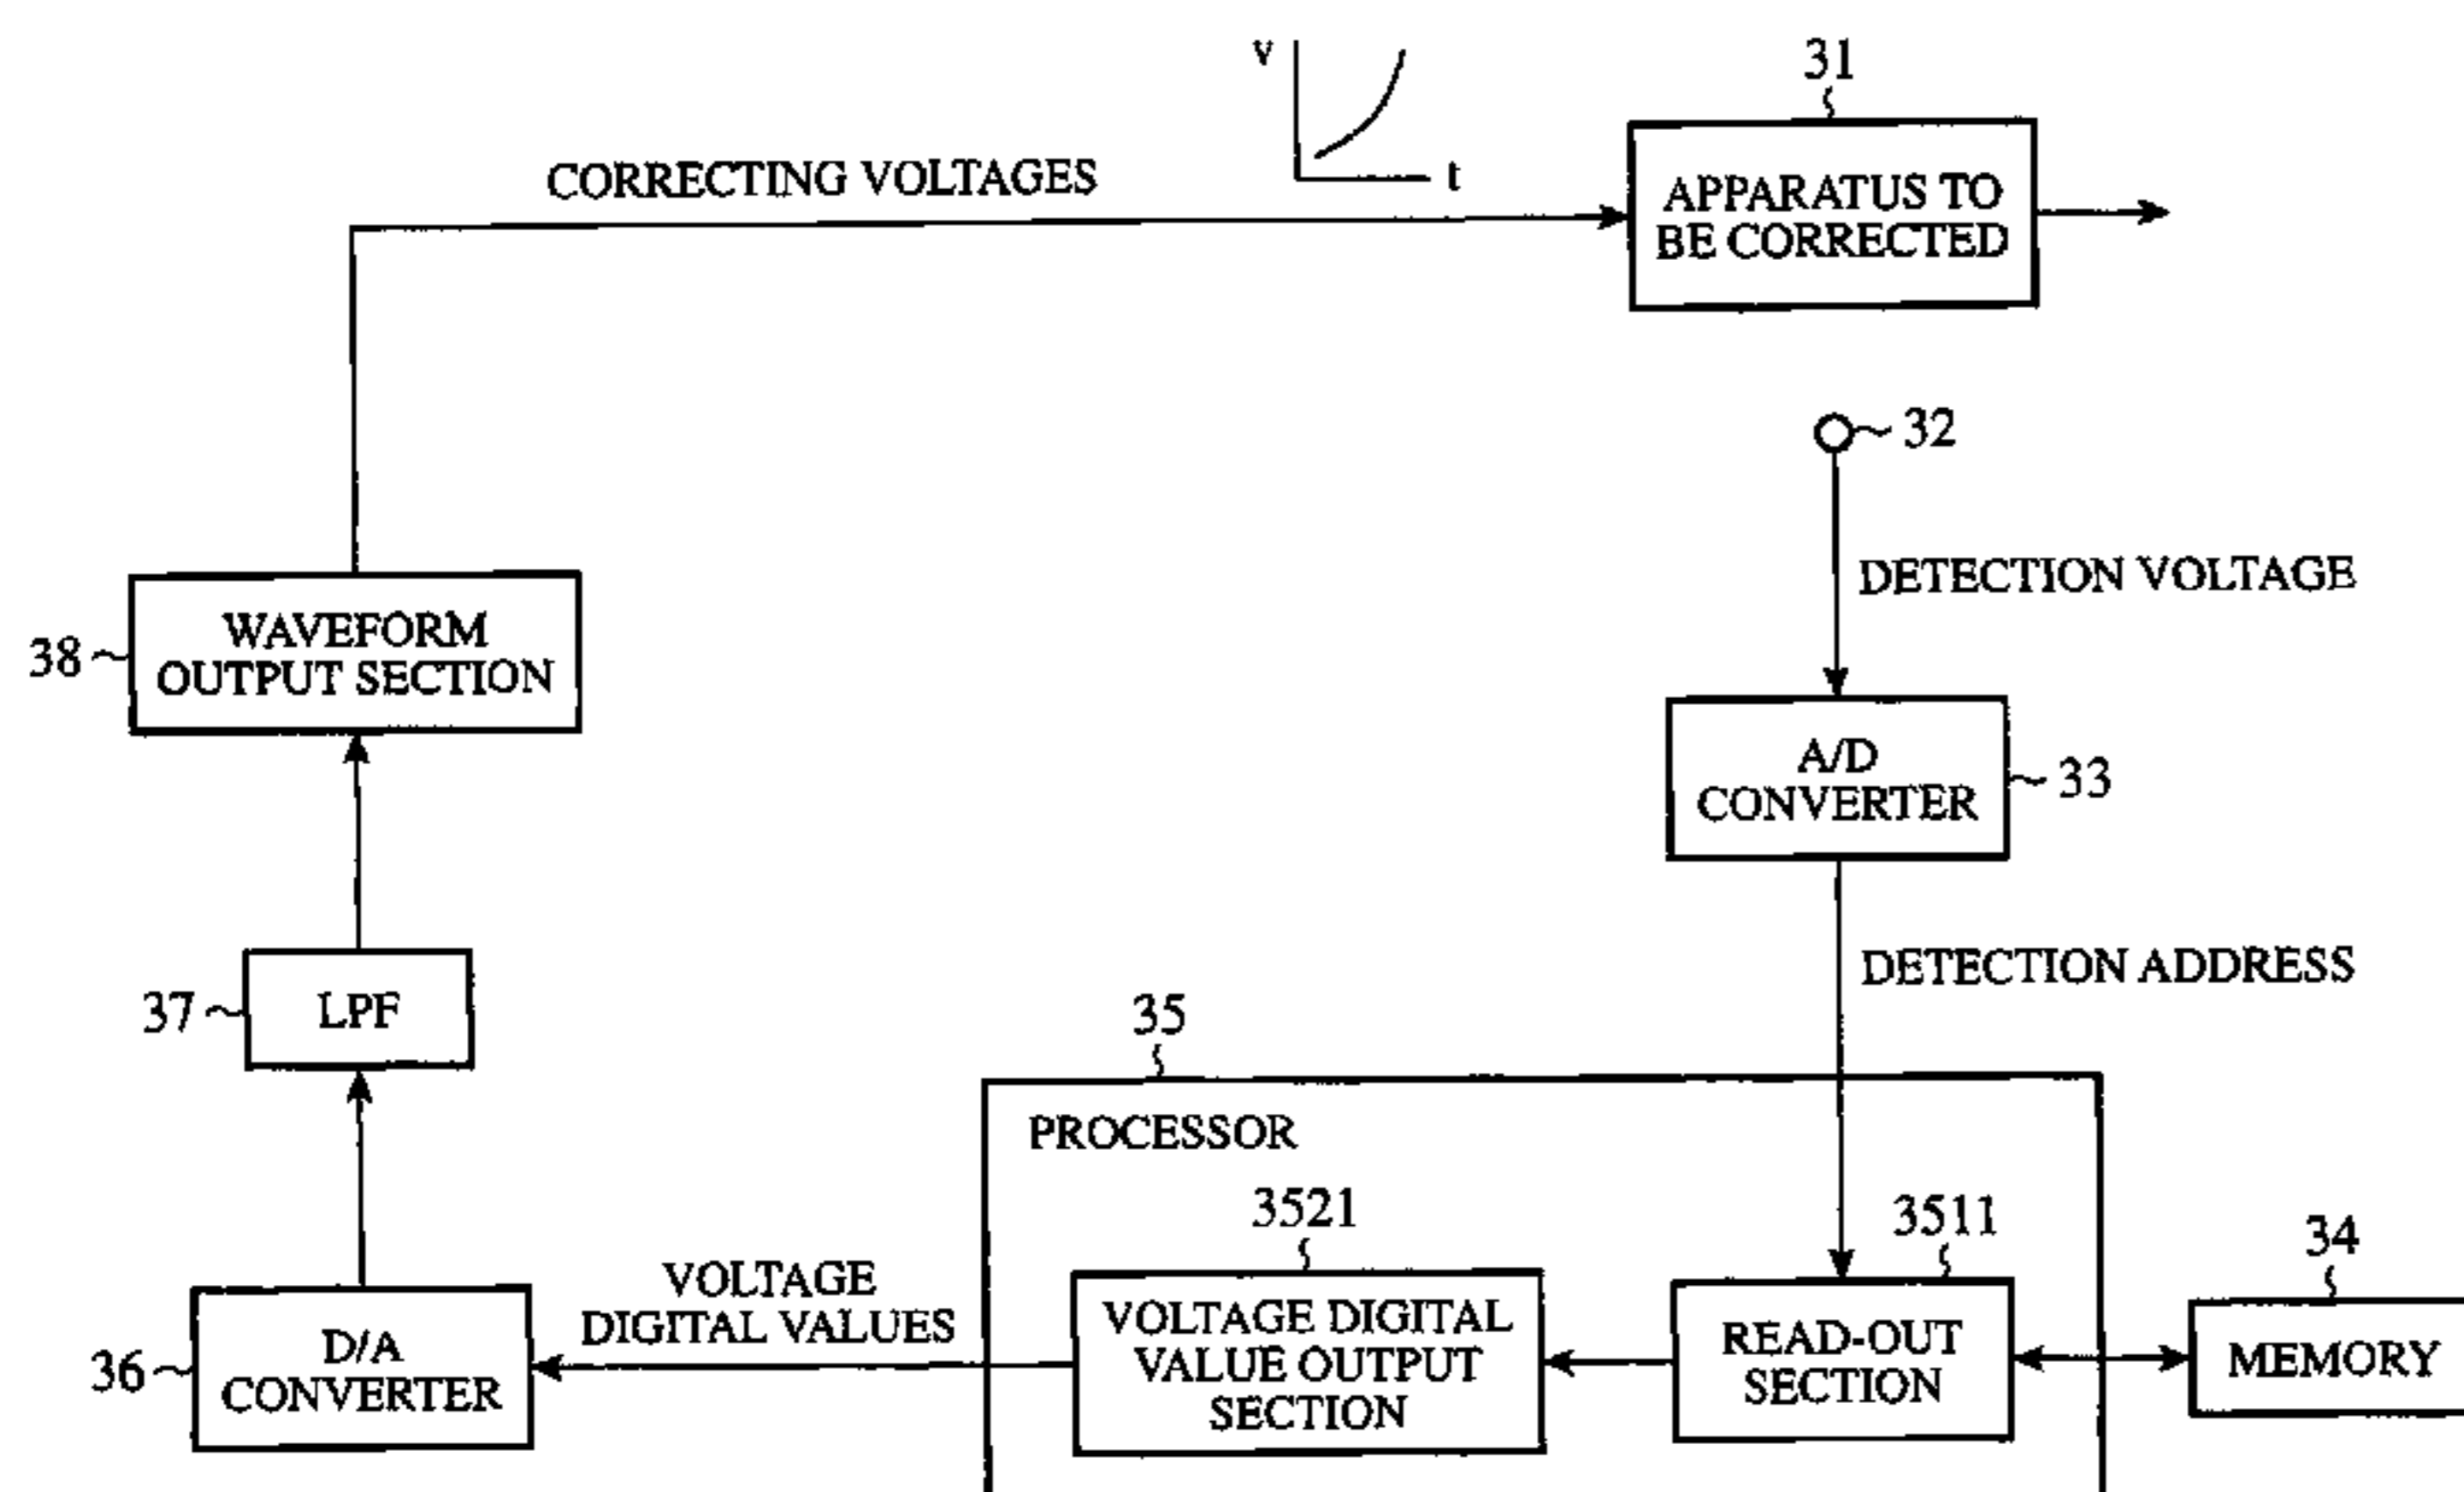 V
t
31
APPARATUS TO
BE CORRECTED
CORRECTING VOLTAGES
32
DETECTION VOLTAGE
38
WAVEFORM
OUTPUT SECTION
A/D
CONVERTER
33
DETECTION ADDRESS
37
LPF
35
PROCESSOR
3521
VOLTAGE DIGITAL
VALUE OUTPUT
SECTION
3511
READ-OUT
SECTION
34
MEMORY
VOLTAGE
DIGITAL VALUES
36
D/A
CONVERTER